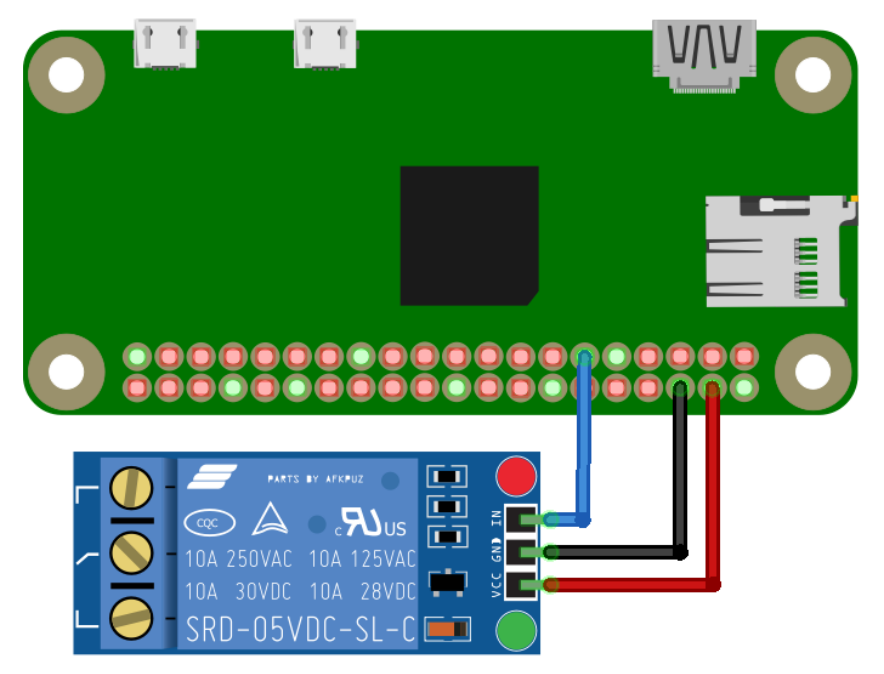 PARTS BY AFKPUZ
CQC
c RU US
10A 250VAC 10A 125VAC
10A 30VDC 10A 28VDC
SRD-05VDC-SL-C
IN
GND
VCC